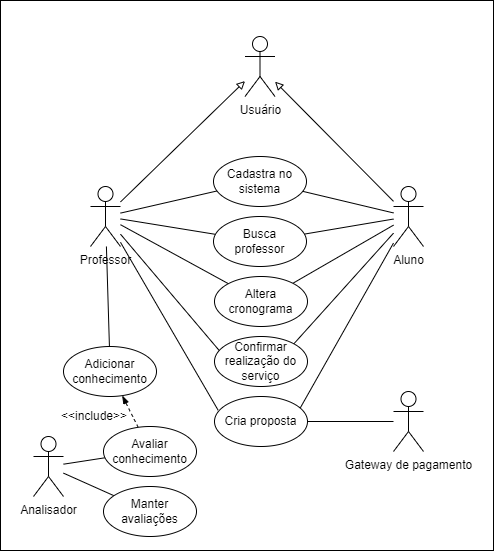 Usuário
Cadastra no
sistema
Busca
professor
Professor
Aluno
Altera
cronograma
Confirmar
realização do
serviço
Adicionar
conhecimento
<<include>>
Cria proposta
Avaliar
conhecimento
Gateway de pagamento
Analisador
Manter
avaliações